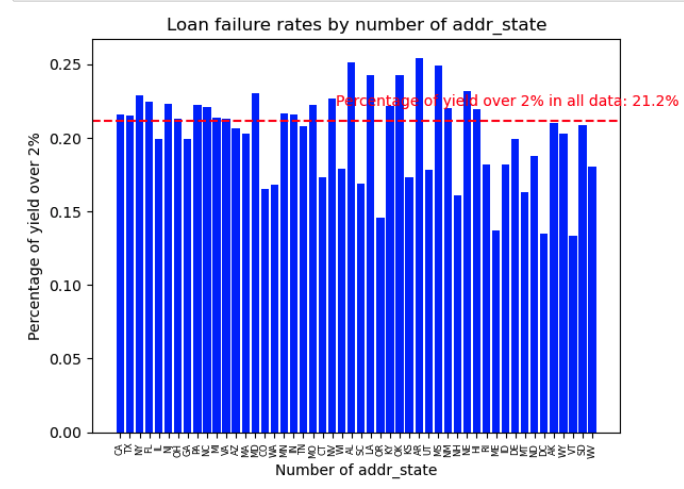 Loan failure rates by number of addr_state
Percentage of yield over 2%
0.25
0.20
0.15
0.10
0.05
0.00
Percentage of yield over 2% in all data: 21.2%
CA TX NY FL IL NJ OH GA PA NC MI VA AZ MA MD CO WA MN IN TN MO CT NV WI AL SC LA OR KY OK KS AR UT MS NM NH NE HI RI ME ID DE MT ND DC AK WY VT SD WV
Number of addr_state